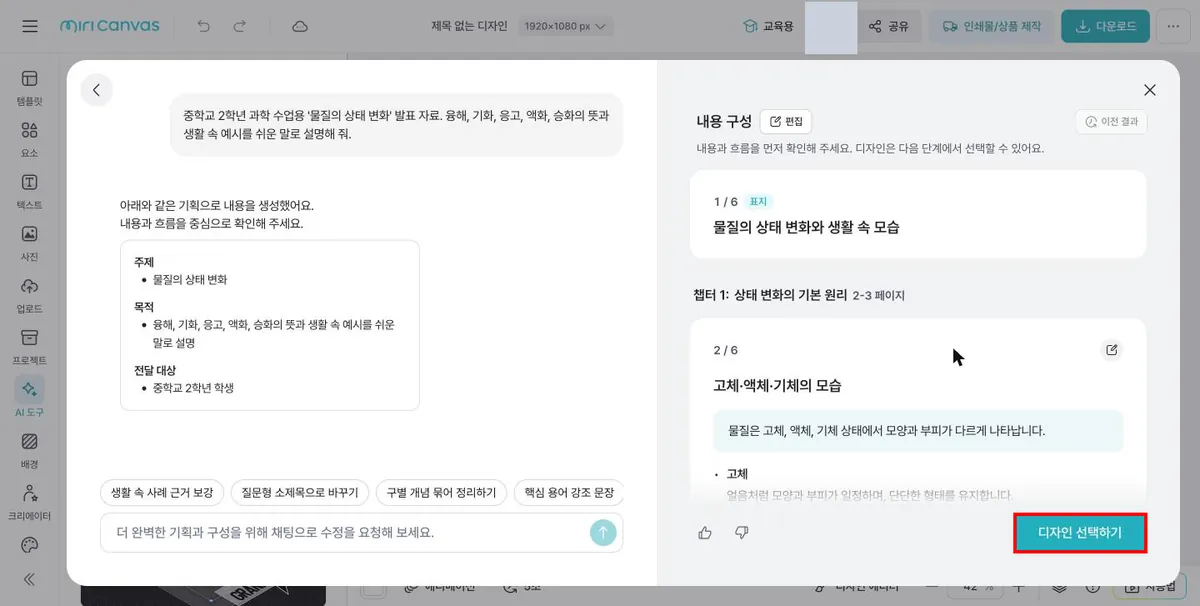 miri canvas
제목 없는 디자인
1920×1080 px
교육용
공유
인쇄물/상품 제작
다운로드
템플릿
요소
텍스트
사진
업로드
프로젝트
AI 도구
배경
크리에이터
중학교 2학년 과학 수업용 '물질의 상태 변화' 발표 자료. 융해, 기화, 응고, 액화, 승화의 뜻과
생활 속 예시를 쉬운 말로 설명해 줘.
아래와 같은 기획으로 내용을 생성했어요.
내용과 흐름을 중심으로 확인해 주세요.
주제
• 물질의 상태 변화
목적
• 융해, 기화, 응고, 액화, 승화의 뜻과 생활 속 예시를 쉬운
말로 설명
전달 대상
• 중학교 2학년 학생
생활 속 사례 근거 보강
질문형 소제목으로 바꾸기
구별 개념 묶어 정리하기
핵심 용어 강조 문장
더 완벽한 기획과 구성을 위해 채팅으로 수정을 요청해 보세요.
내용 구성
편집
이전 결과
내용과 흐름을 먼저 확인해 주세요. 디자인은 다음 단계에서 선택할 수 있어요.
1 / 6 표지
물질의 상태 변화와 생활 속 모습
챕터 1: 상태 변화의 기본 원리 2-3 페이지
2 / 6
고체·액체·기체의 모습
물질은 고체, 액체, 기체 상태에서 모양과 부피가 다르게 나타납니다.
• 고체
얼음처럼 모양과 부피가 일정하며, 단단한 형태를 유지합니다.
디자인 선택하기